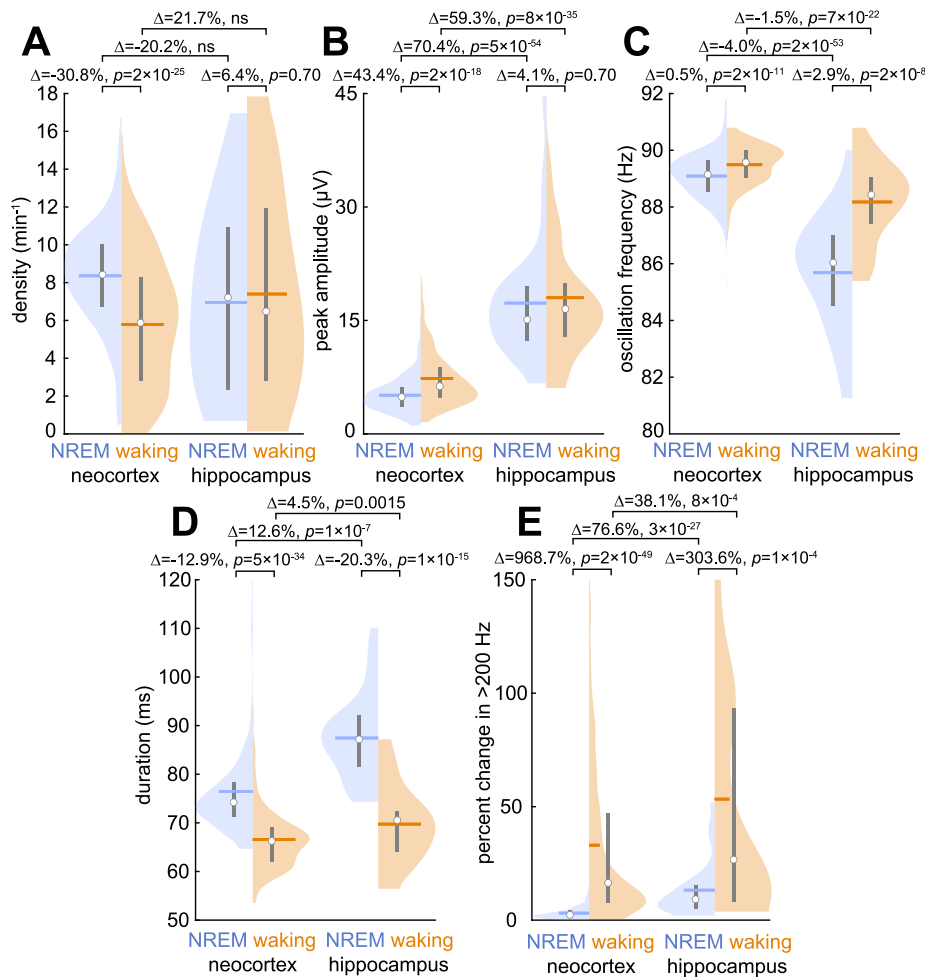 A
Δ=21.7%, ns
Δ=-20.2%, ns
Δ=-30.8%, p=2×10⁻²⁵
Δ=6.4%, p=0.70
density (min⁻¹)
18
16
14
12
10
8
6
4
2
0
NREM waking
neocortex
NREM waking
hippocampus
B
Δ=59.3%, p=8×10⁻³⁵
Δ=70.4%, p=5×10⁻⁵⁴
Δ=43.4%, p=2×10⁻¹⁸
Δ=4.1%, p=0.70
peak amplitude (µV)
45
30
15
0
NREM waking
neocortex
NREM waking
hippocampus
C
Δ=-1.5%, p=7×10⁻²²
Δ=-4.0%, p=2×10⁻⁵³
Δ=0.5%, p=2×10⁻¹¹
Δ=2.9%, p=2×10⁻⁸
oscillation frequency (Hz)
92
90
88
86
84
82
80
NREM waking
neocortex
NREM waking
hippocampus
D
Δ=4.5%, p=0.0015
Δ=12.6%, p=1×10⁻⁷
Δ=-12.9%, p=5×10⁻³⁴
Δ=-20.3%, p=1×10⁻¹⁵
duration (ms)
120
110
100
90
80
70
60
50
NREM waking
neocortex
NREM waking
hippocampus
E
Δ=38.1%, 8×10⁻⁴
Δ=76.6%, 3×10⁻²⁷
Δ=968.7%, p=2×10⁻⁴⁹
Δ=303.6%, p=1×10⁻⁴
percent change in >200 Hz
150
100
50
0
NREM waking
neocortex
NREM waking
hippocampus